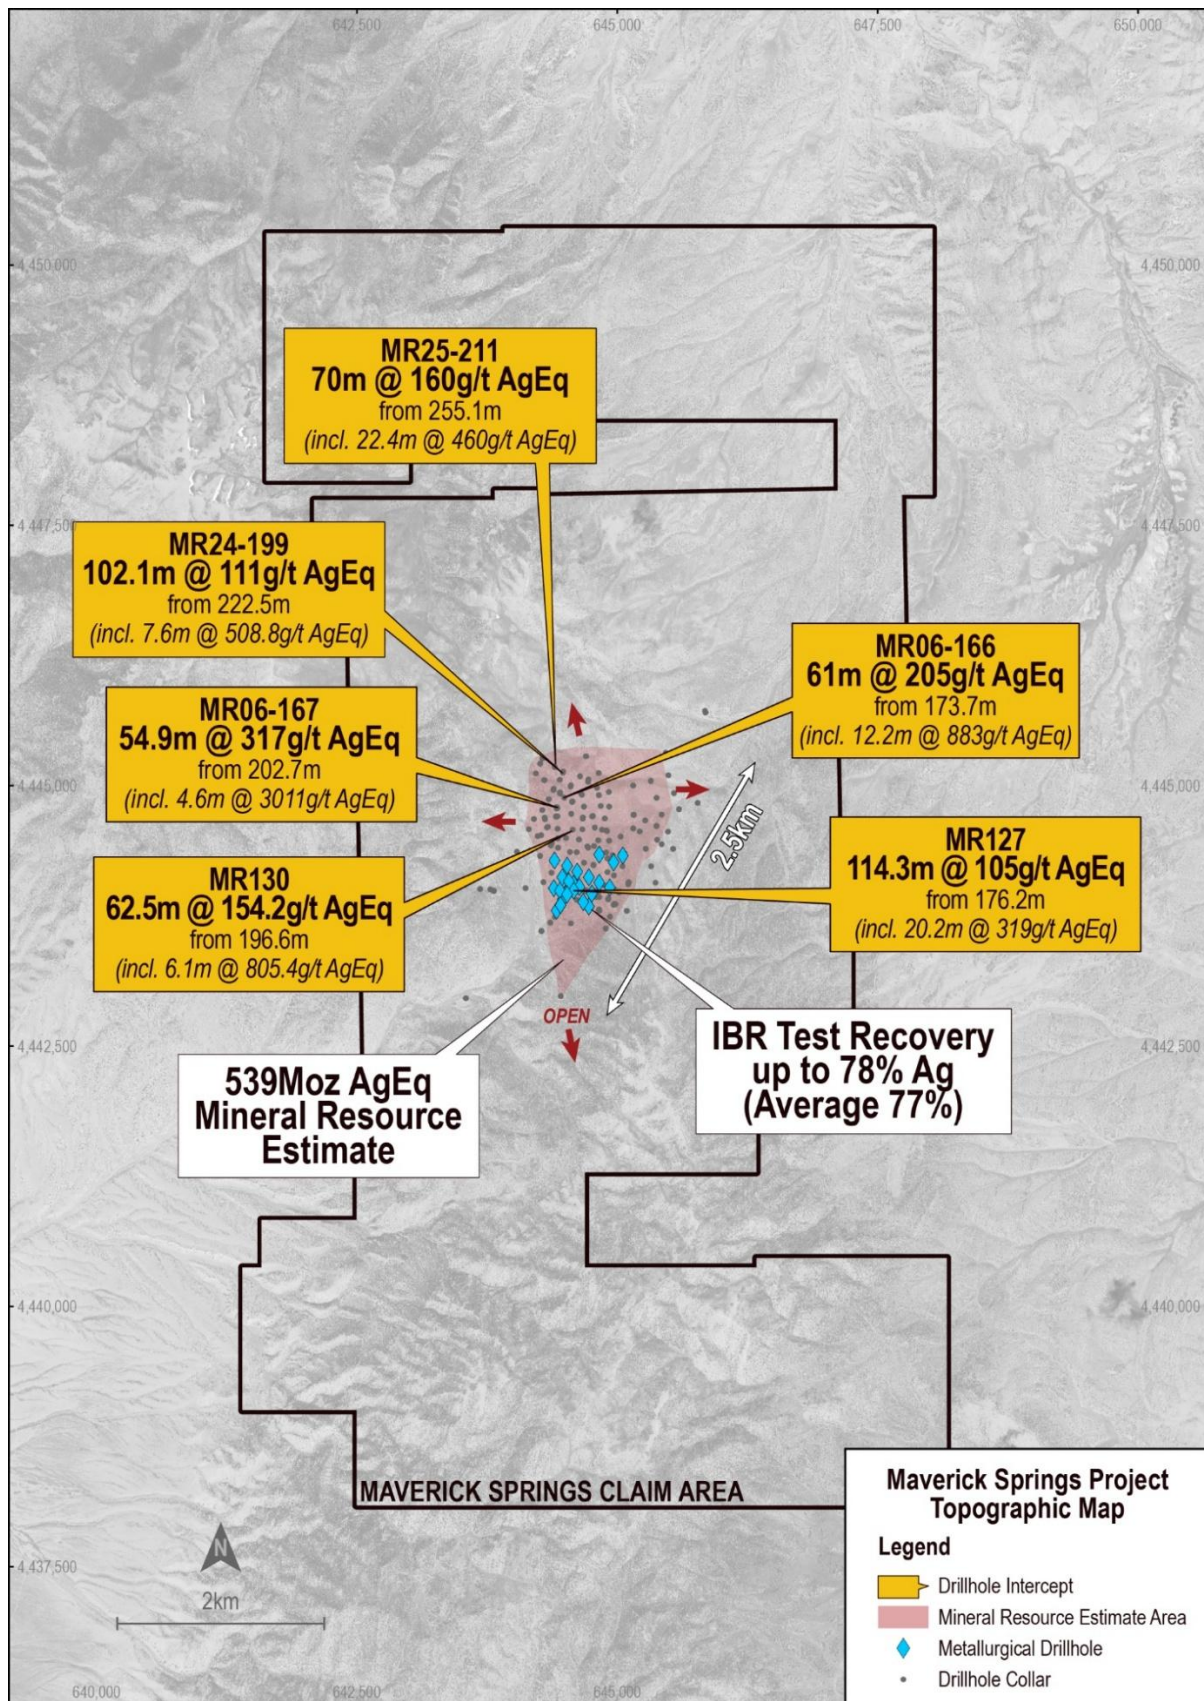 642,500
645,000
647,500
650,000
4,450,000
4,450,000
MR25-211
70m @ 160g/t AgEq
from 255.1m
(incl. 22.4m @ 460g/t AgEq)
4,447,500
4,447,500
MR24-199
102.1m @ 111g/t AgEq
from 222.5m
(incl. 7.6m @ 508.8g/t AgEq)
MR06-166
61m @ 205g/t AgEq
from 173.7m
(incl. 12.2m @ 883g/t AgEq)
MR06-167
54.9m @ 317g/t AgEq
from 202.7m
(incl. 4.6m @ 3011g/t AgEq)
4,445,000
4,445,000
2.5km
MR127
114.3m @ 105g/t AgEq
from 176.2m
(incl. 20.2m @ 319g/t AgEq)
MR130
62.5m @ 154.2g/t AgEq
from 196.6m
(incl. 6.1m @ 805.4g/t AgEq)
OPEN
4,442,500
4,442,500
IBR Test Recovery
up to 78% Ag
(Average 77%)
539Moz AgEq
Mineral Resource
Estimate
4,440,000
4,440,000
MAVERICK SPRINGS CLAIM AREA
4,437,500
N
2km
Maverick Springs Project
Topographic Map
Legend
Drillhole Intercept
Mineral Resource Estimate Area
Metallurgical Drillhole
Drillhole Collar
640,000
642,500
645,000